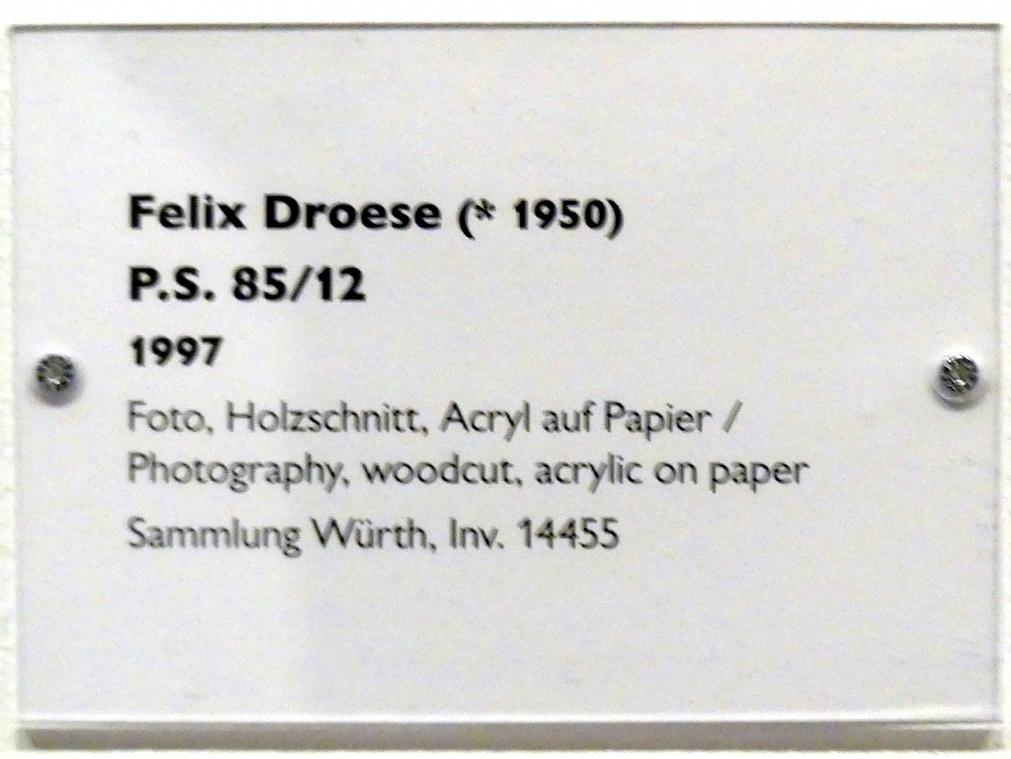 Felix Droese (* 1950)
P.S. 85/12
1997
Foto, Holzschnitt, Acryl auf Papier /
Photography, woodcut, acrylic on paper
Sammlung Würth, Inv. 14455